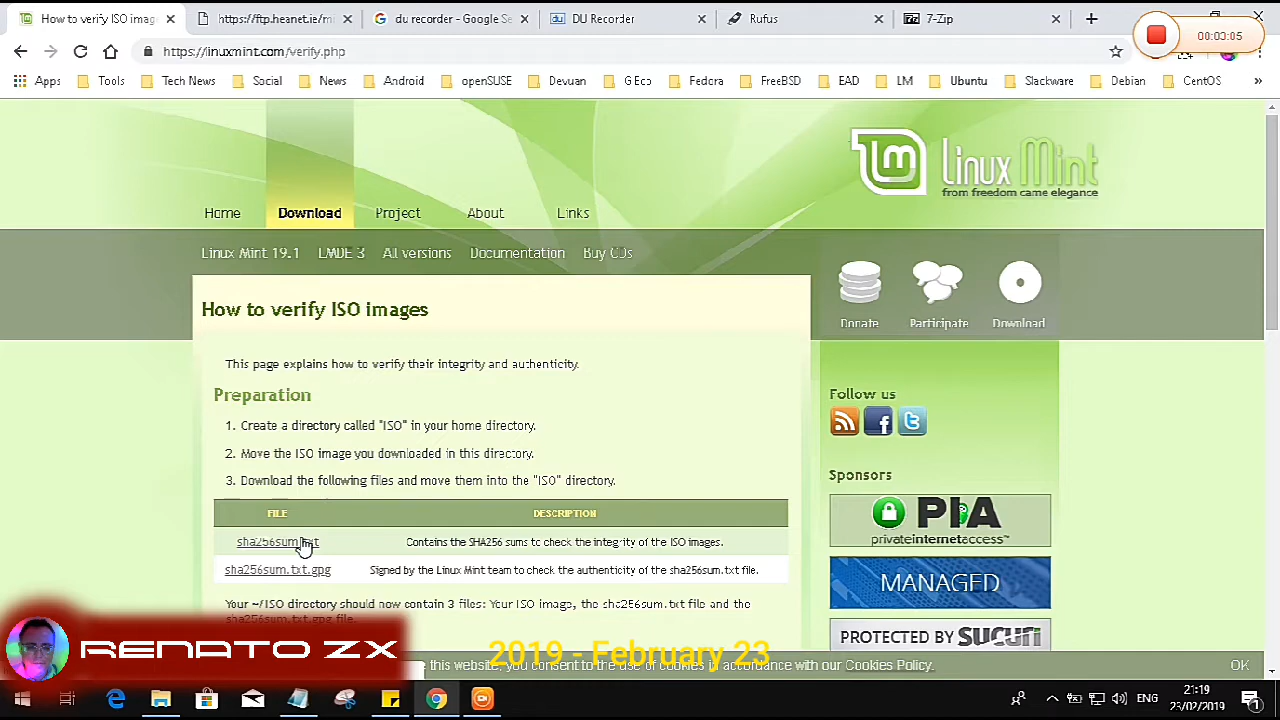 How to verify ISO imag
https://ftp.heanet.ie/m
du recorder - Google Se
DU Recorder
Rufus
7-Zip
00:03:05
https://linuxmint.com/verify.php
Apps
Tools
Tech News
Social
News
Android
openSUSE
Devuan
G Eco
Fedora
FreeBSD
EAD
LM
Ubuntu
Slackware
Debian
CentOS
»
Lm Linux Mint
from freedom came elegance
Home
Download
Project
About
Links
Linux Mint 19.1
LMDE 3
All versions
Documentation
Buy CDs
Donate
Participate
Download
How to verify ISO images
This page explains how to verify their integrity and authenticity.
Preparation
1. Create a directory called "ISO" in your home directory.
2. Move the ISO image you downloaded in this directory.
3. Download the following files and move them into the "ISO" directory.
FILE DESCRIPTION
sha256sum.txt Contains the SHA256 sums to check the integrity of the ISO images.
sha256sum.txt.gpg Signed by the Linux Mint team to check the authenticity of the sha256sum.txt file.
Your ~/ISO directory should now contain 3 files: Your ISO image, the sha256sum.txt file and the
sha256sum.txt.gpg file.
Follow us
Sponsors
PIA
privateinternetaccess™
MANAGED
PROTECTED BY SUCURI
RENATO ZX
2019 - February 23
this website, you consent to the use of cookies in accordance with our Cookies Policy.
OK
ENG
21:19
23/02/2019
1